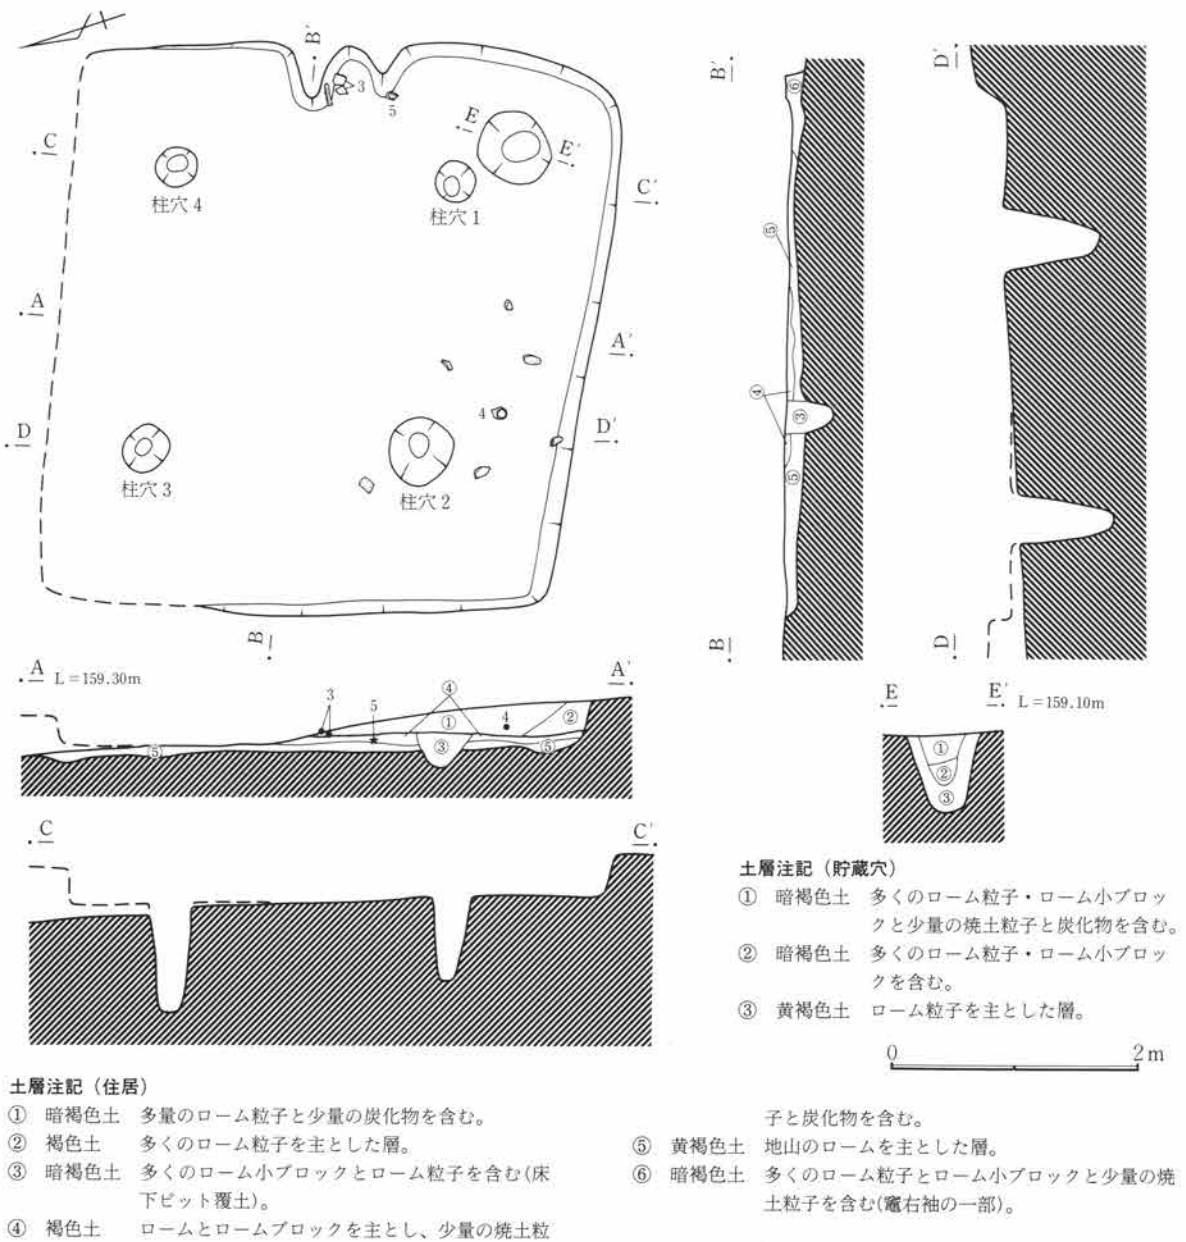 B′
3
5
E
E′
C
C′
柱穴 4
柱穴 1
A
A′
4
D
D′
柱穴 3
柱穴 2
B
B′
⑥
⑤
④
③
⑤
B
D′
D
A L=159.30m
A′
3
5
④
①
4
②
③
⑤
⑤
C
C′
E
E′ L=159.10m
①
②
③
土層注記（貯蔵穴）
① 暗褐色土 多くのローム粒子・ローム小ブロッ
クと少量の焼土粒子と炭化物を含む。
② 暗褐色土 多くのローム粒子・ローム小ブロッ
クを含む。
③ 黄褐色土 ローム粒子を主とした層。
0 2m
土層注記（住居）
① 暗褐色土 多量のローム粒子と少量の炭化物を含む。
② 褐色土 多くのローム粒子を主とした層。
③ 暗褐色土 多くのローム小ブロックとローム粒子を含む(床
下ピット覆土)。
④ 褐色土 ロームとロームブロックを主とし、少量の焼土粒
子と炭化物を含む。
⑤ 黄褐色土 地山のロームを主とした層。
⑥ 暗褐色土 多くのローム粒子とローム小ブロックと少量の焼
土粒子を含む(竈右袖の一部)。